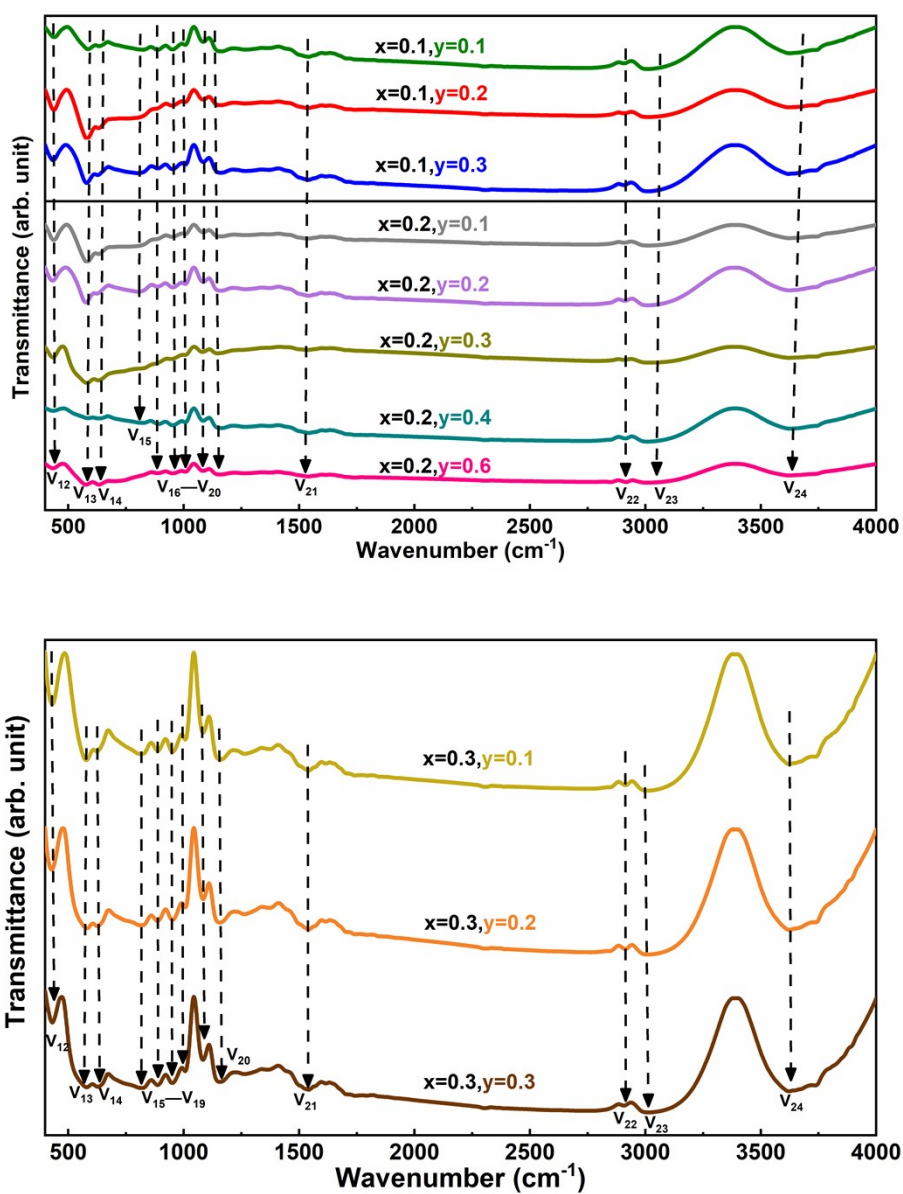 x=0.1,y=0.1
x=0.1,y=0.2
x=0.1,y=0.3
x=0.2,y=0.1
x=0.2,y=0.2
x=0.2,y=0.3
x=0.2,y=0.4
x=0.2,y=0.6
Transmittance (arb. unit)
V₁₅
V₁₂ V₁₃ V₁₄ V₁₆—V₂₀ V₂₁ V₂₂ V₂₃ V₂₄
500 1000 1500 2000 2500 3000 3500 4000
Wavenumber (cm⁻¹)
x=0.3,y=0.1
x=0.3,y=0.2
x=0.3,y=0.3
Transmittance (arb. unit)
V₁₂ V₂₀
V₁₃ V₁₄ V₁₅—V₁₉ V₂₁ V₂₂ V₂₃ V₂₄
500 1000 1500 2000 2500 3000 3500 4000
Wavenumber (cm⁻¹)